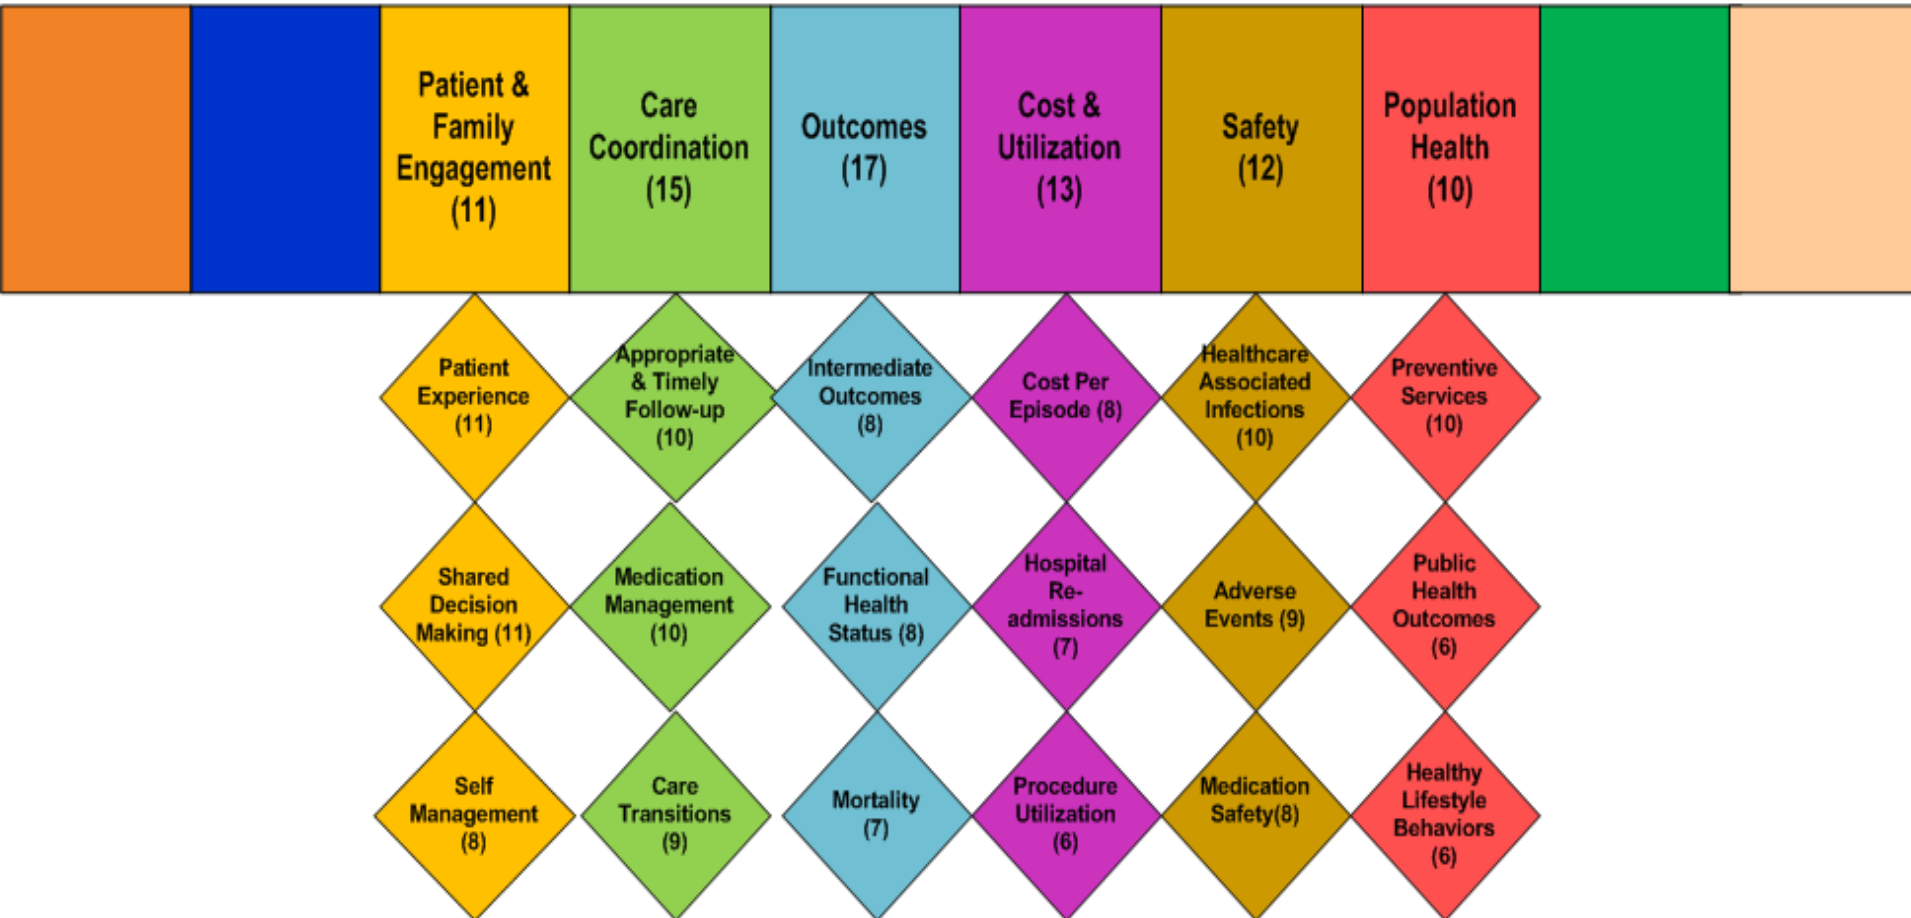 Patient &
Family
Engagement
(11)
Care
Coordination
(15)
Outcomes
(17)
Cost &
Utilization
(13)
Safety
(12)
Population
Health
(10)
Patient
Experience
(11)
Appropriate
& Timely
Follow-up
(10)
Intermediate
Outcomes
(8)
Cost Per
Episode (8)
Healthcare
Associated
Infections
(10)
Preventive
Services
(10)
Shared
Decision
Making (11)
Medication
Management
(10)
Functional
Health
Status (8)
Hospital
Re-
admissions
(7)
Adverse
Events (9)
Public
Health
Outcomes
(6)
Self
Management
(8)
Care
Transitions
(9)
Mortality
(7)
Procedure
Utilization
(6)
Medication
Safety(8)
Healthy
Lifestyle
Behaviors
(6)